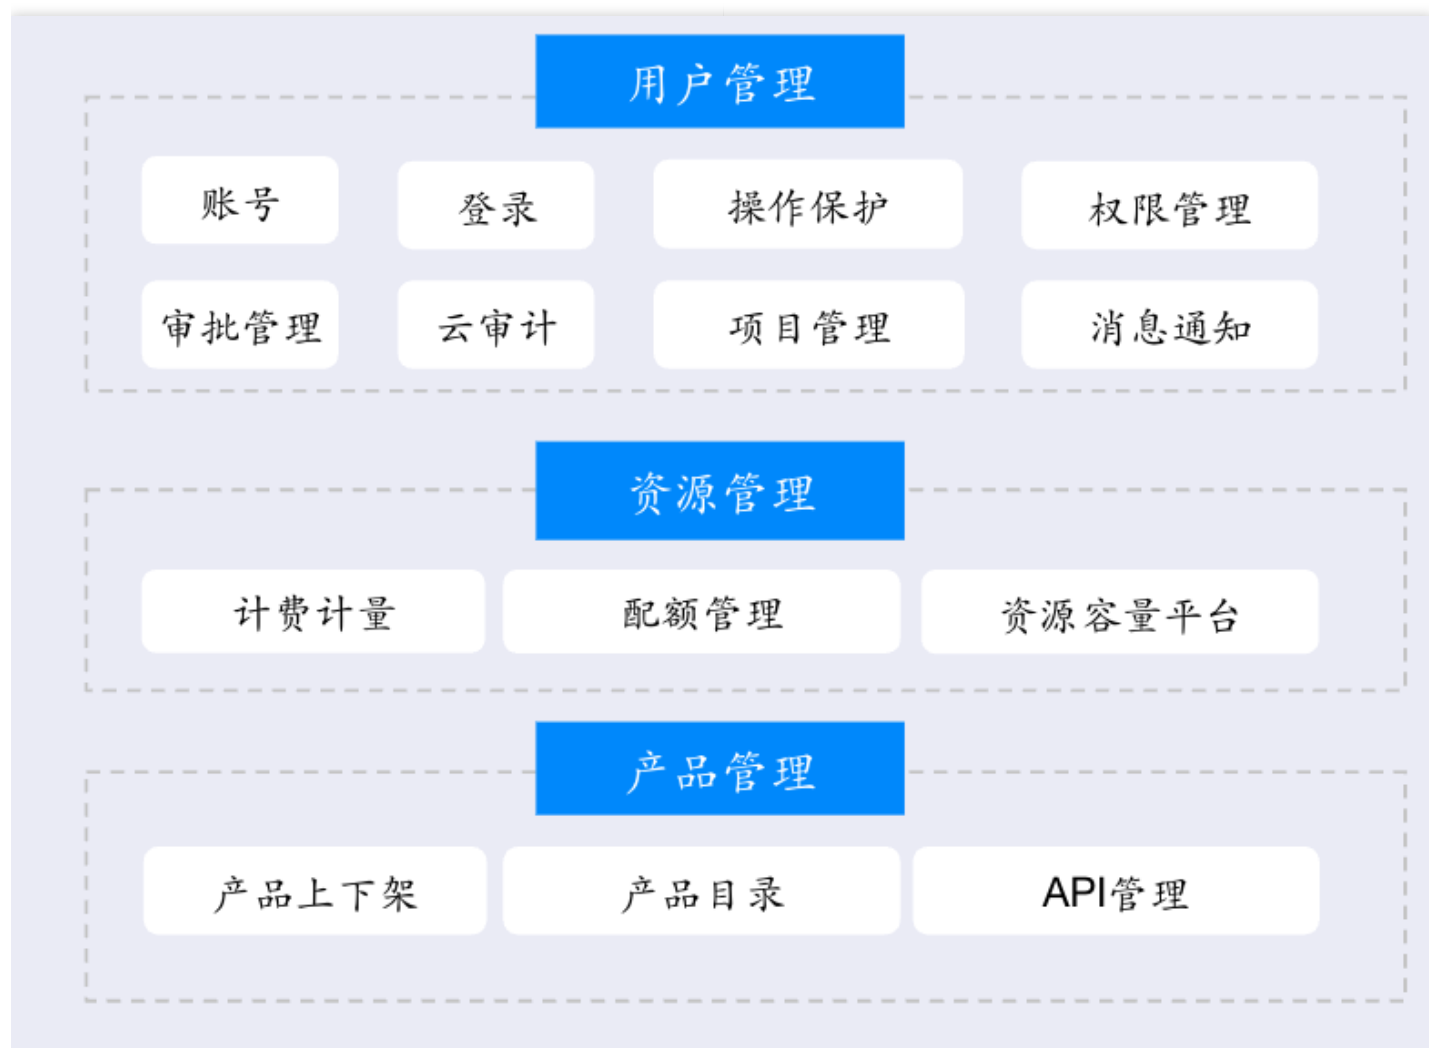 用户管理
账号 登录 操作保护 权限管理
审批管理 云审计 项目管理 消息通知
资源管理
计费计量 配额管理 资源容量平台
产品管理
产品上下架 产品目录 API管理